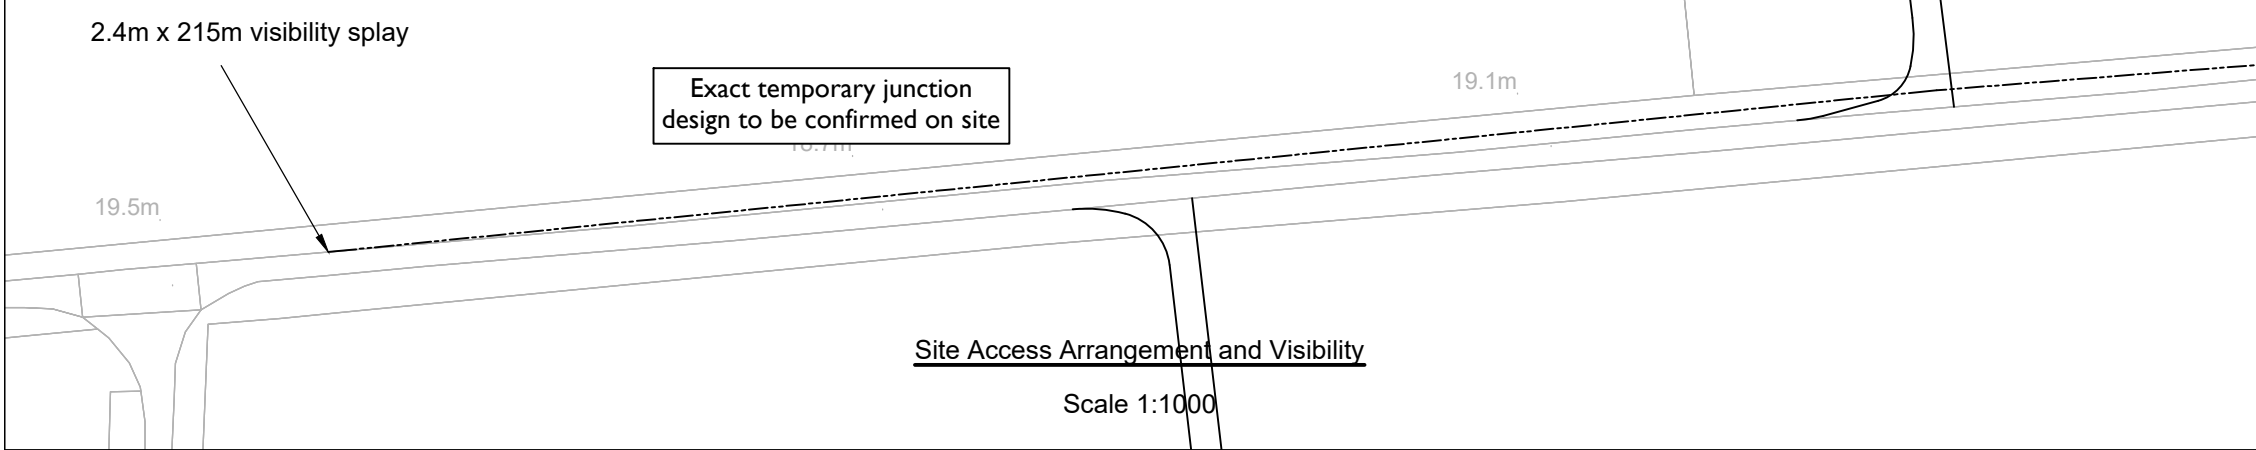 2.4m x 215m visibility splay
Exact temporary junction
design to be confirmed on site
19.1m
19.5m
Site Access Arrangement and Visibility
Scale 1:1000